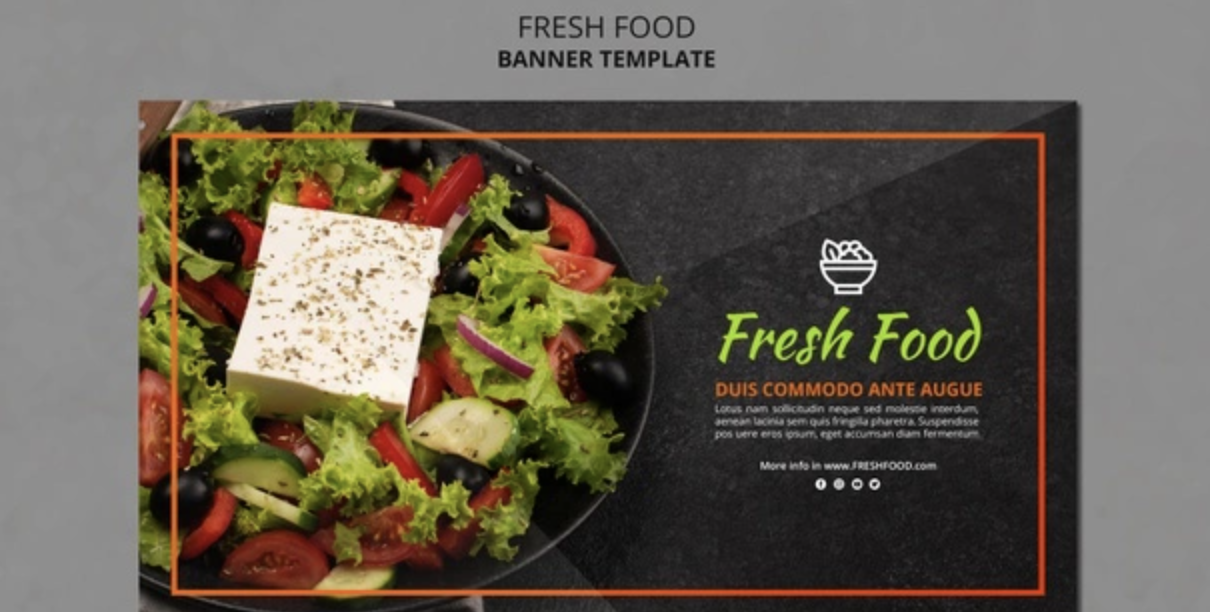 FRESH FOOD
BANNER TEMPLATE
Fresh Food
DUIS COMMODO ANTE AUGUE
Lotus nam sollicitudin neque sed molestie interdum,
aenean lacinia sem quis fringilla pharetra. Suspendisse
pos uere eros ipsum, eget accumsan diam fermentum.
More info in www.FRESHFOOD.com